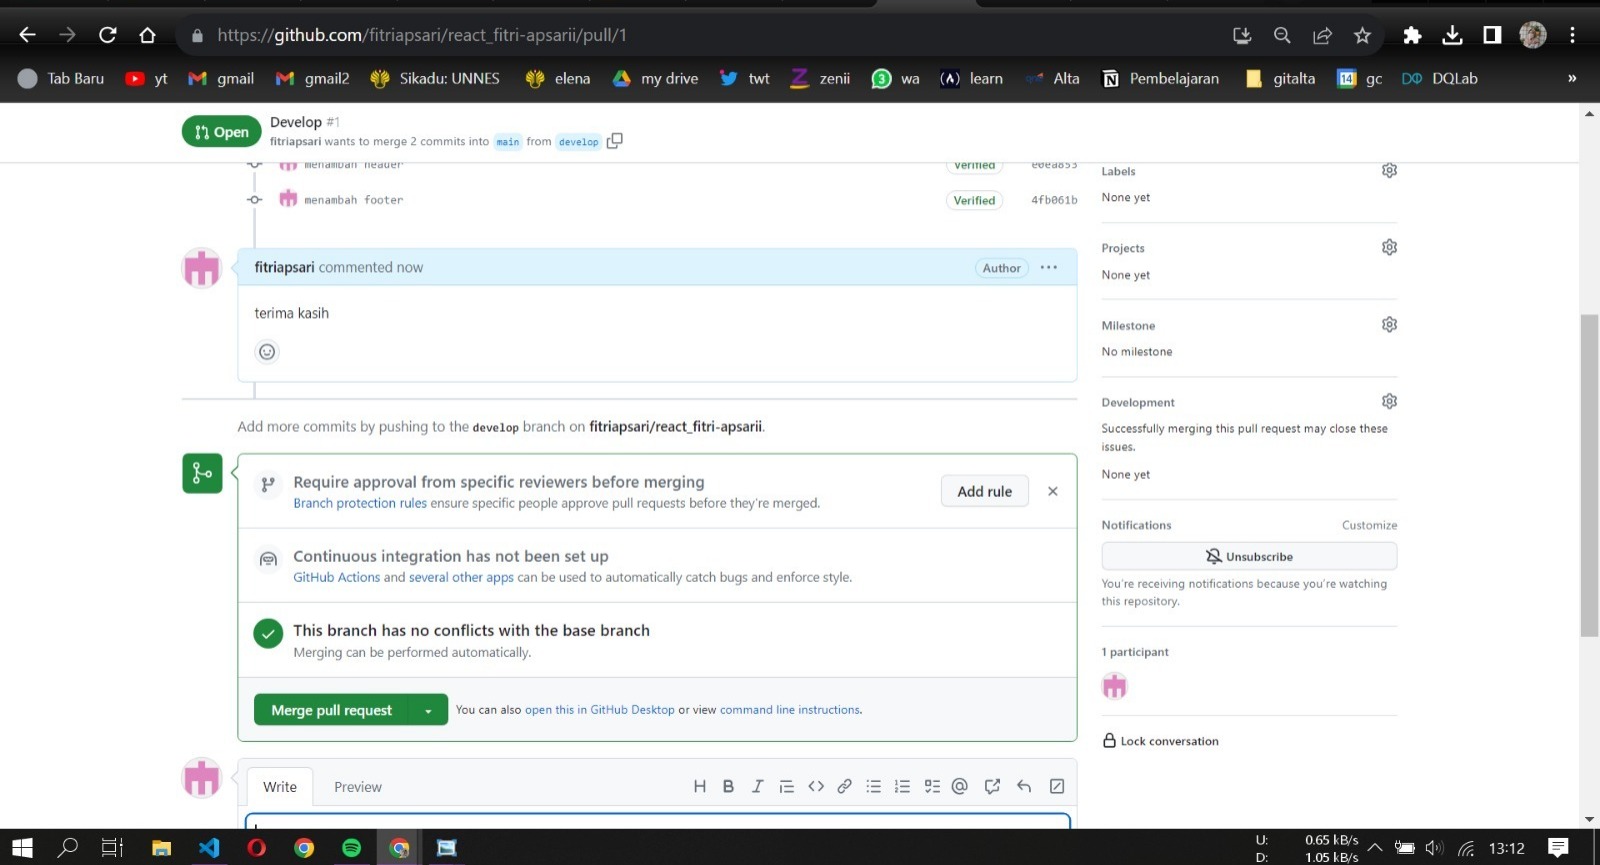 https://github.com/fitriapsari/react_fitri-apsarii/pull/1
Tab Baru yt gmail gmail2 Sikadu: UNNES elena my drive twt zenii 3 wa learn Alta Pembelajaran gitalta 14 gc DQLab »
Open
Develop #1
fitriapsari wants to merge 2 commits into main from develop
menambah header Verified e0ea853
menambah footer Verified 4fb061b
fitriapsari commented now Author ...
terima kasih
Add more commits by pushing to the develop branch on fitriapsari/react_fitri-apsarii.
Require approval from specific reviewers before merging
Branch protection rules ensure specific people approve pull requests before they're merged.
Add rule
Continuous integration has not been set up
GitHub Actions and several other apps can be used to automatically catch bugs and enforce style.
This branch has no conflicts with the base branch
Merging can be performed automatically.
Merge pull request You can also open this in GitHub Desktop or view command line instructions.
Write Preview
Labels
None yet
Projects
None yet
Milestone
No milestone
Development
Successfully merging this pull request may close these
issues.
None yet
Notifications Customize
Unsubscribe
You're receiving notifications because you're watching
this repository.
1 participant
Lock conversation
U: 0.65 kB/s
D: 1.05 kB/s
13:12